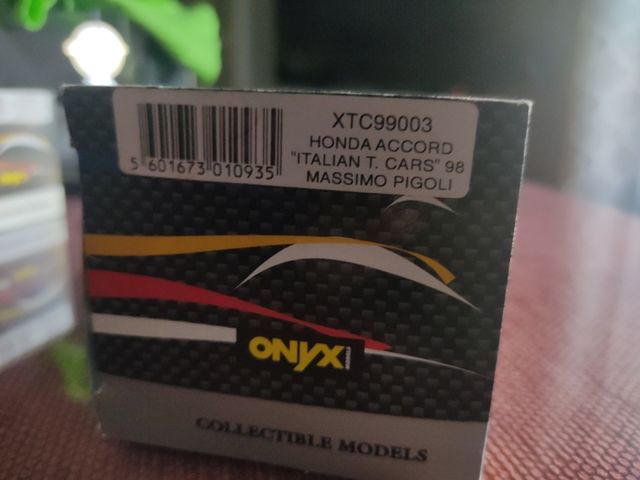 XTC99003
HONDA ACCORD
"ITALIAN T. CARS" 98
MASSIMO PIGOLI
5 601673 010935
ONYX
COLLECTIBLE MODELS